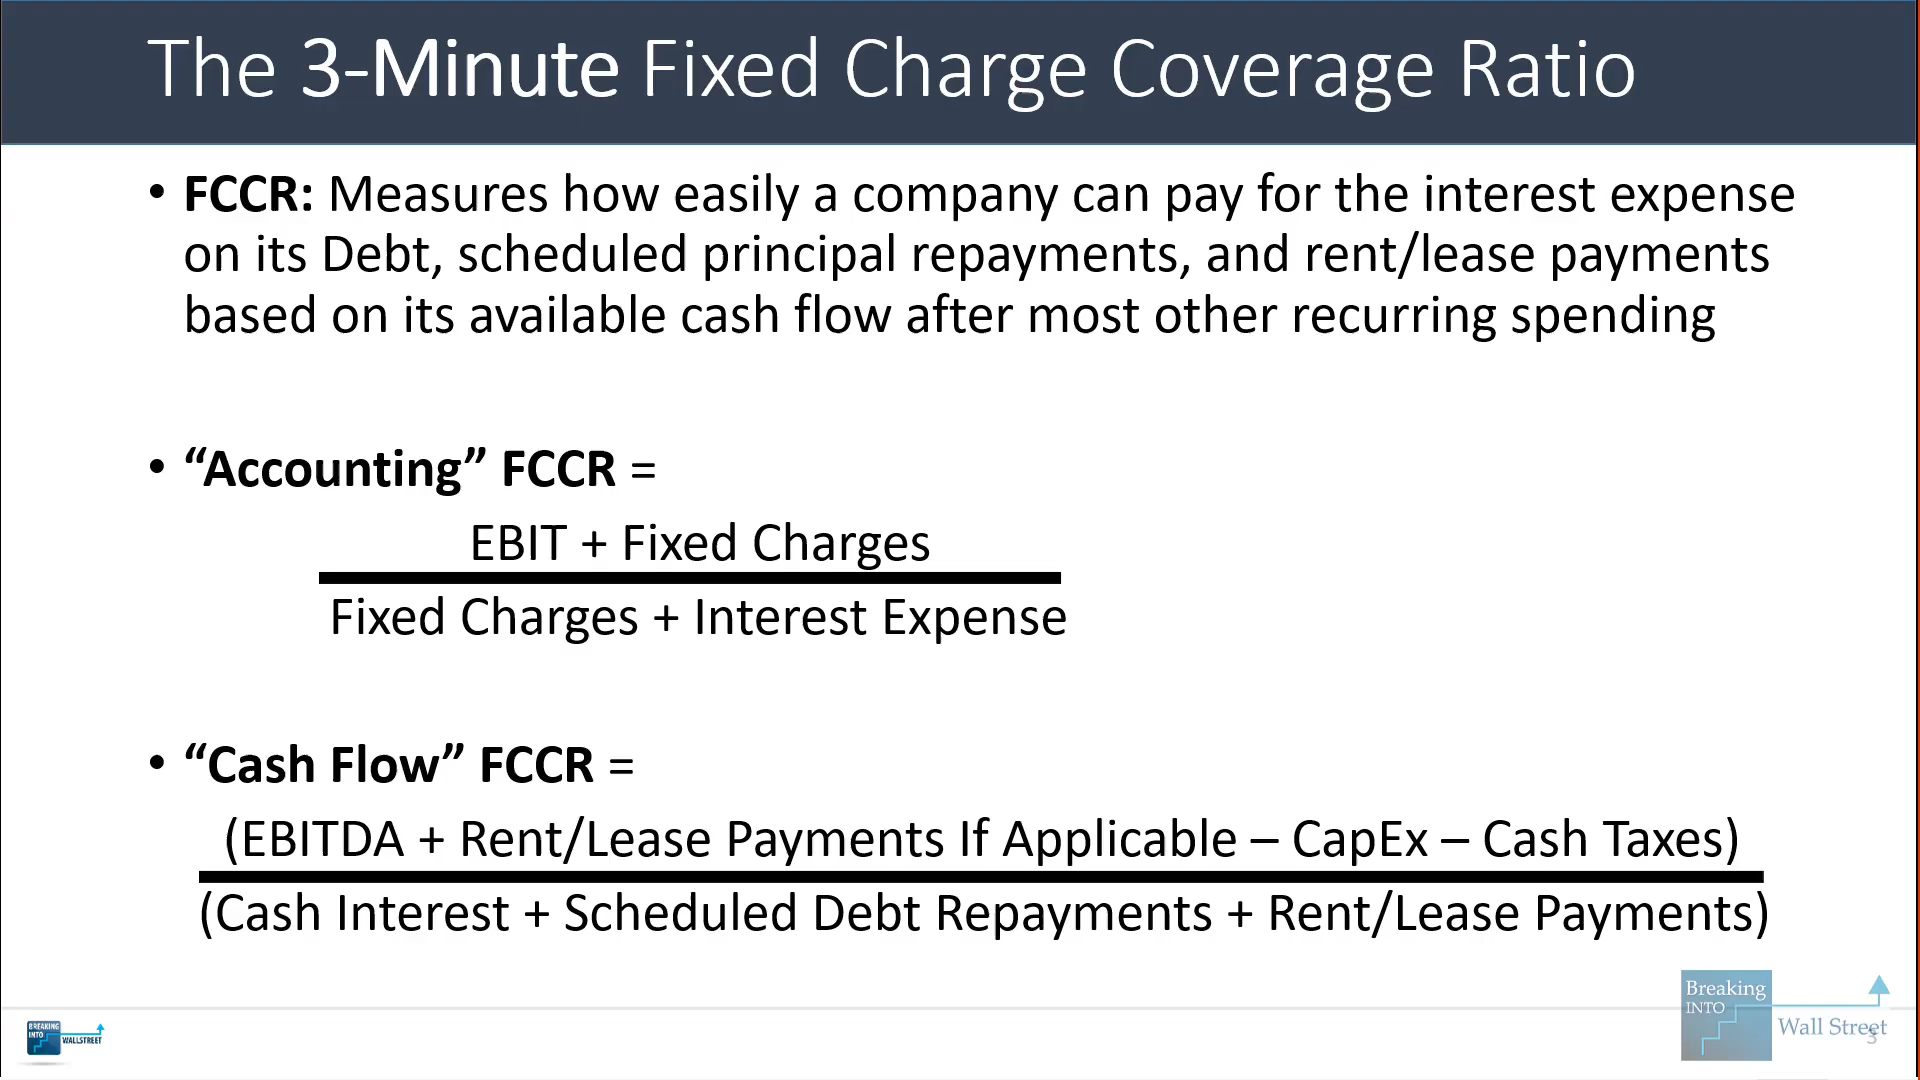 The 3-Minute Fixed Charge Coverage Ratio
• FCCR: Measures how easily a company can pay for the interest expense
on its Debt, scheduled principal repayments, and rent/lease payments
based on its available cash flow after most other recurring spending
• “Accounting” FCCR =
EBIT + Fixed Charges
Fixed Charges + Interest Expense
• “Cash Flow” FCCR =
(EBITDA + Rent/Lease Payments If Applicable – CapEx – Cash Taxes)
(Cash Interest + Scheduled Debt Repayments + Rent/Lease Payments)
BREAKING
INTO
WALLSTREET
Breaking
INTO
Wall Street
3